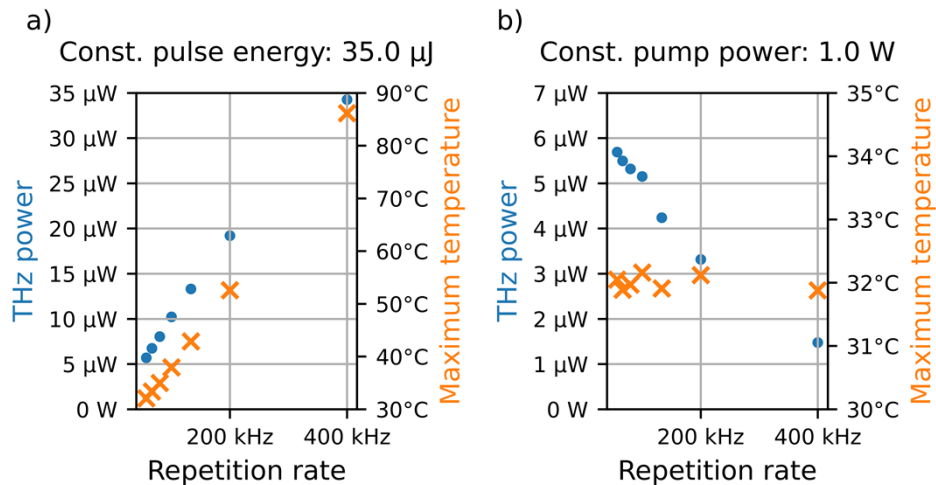 a)
Const. pulse energy: 35.0 µJ
35 µW
30 µW
25 µW
20 µW
15 µW
10 µW
5 µW
0 W
THz power
90°C
80°C
70°C
60°C
50°C
40°C
30°C
Maximum temperature
200 kHz
400 kHz
Repetition rate
b)
Const. pump power: 1.0 W
7 µW
6 µW
5 µW
4 µW
3 µW
2 µW
1 µW
0 W
THz power
35°C
34°C
33°C
32°C
31°C
30°C
Maximum temperature
200 kHz
400 kHz
Repetition rate